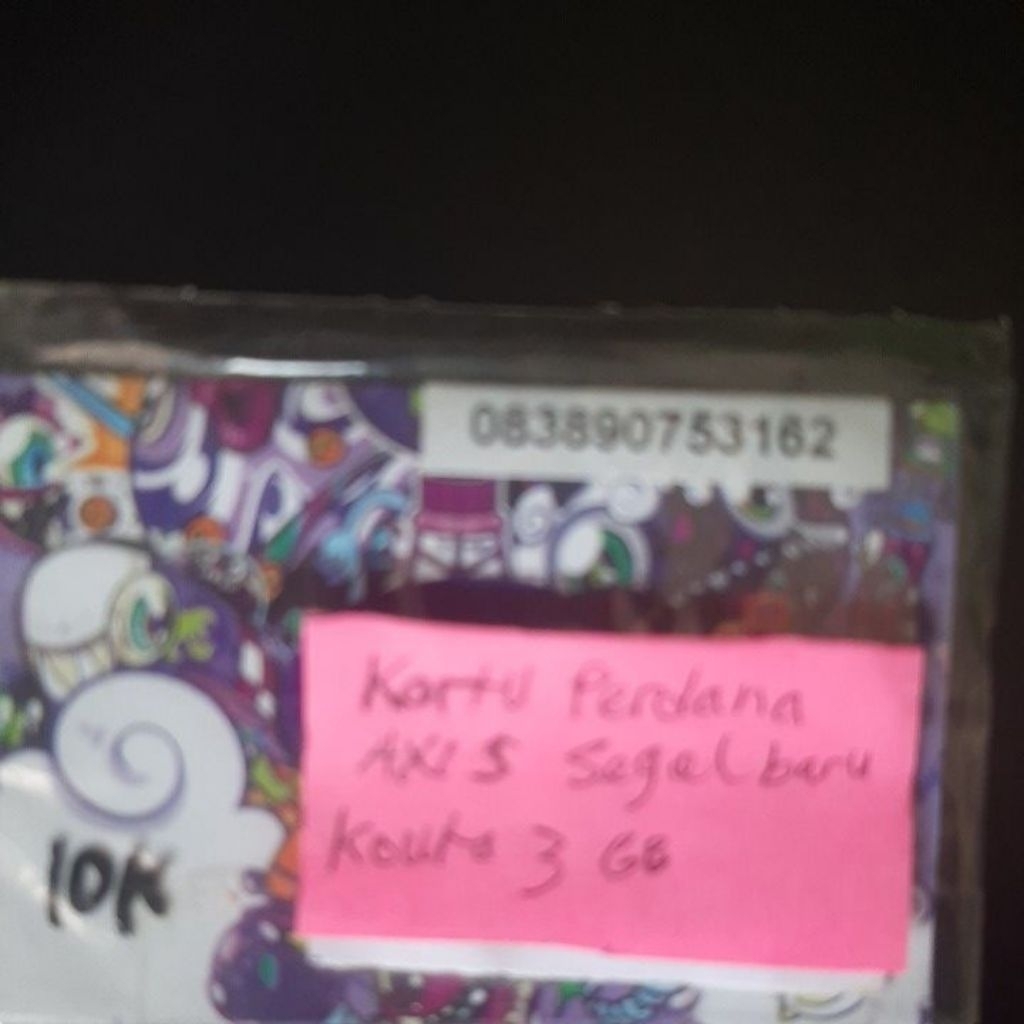 083890753162
Kartu Perdana
AXIS Segel baru
Kouta 3 GB
10K